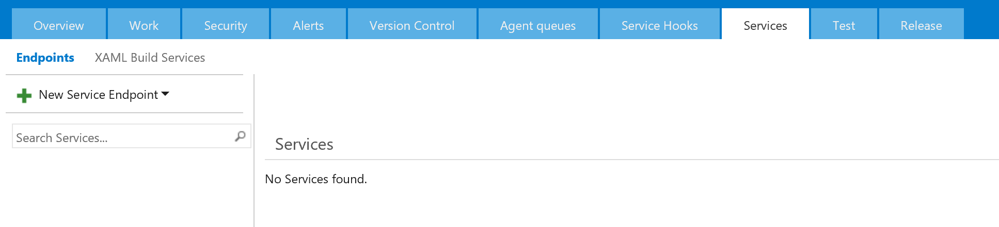 Overview Work Security Alerts Version Control Agent queues Service Hooks Services Test Release
Endpoints XAML Build Services
New Service Endpoint
Search Services...
Services
No Services found.